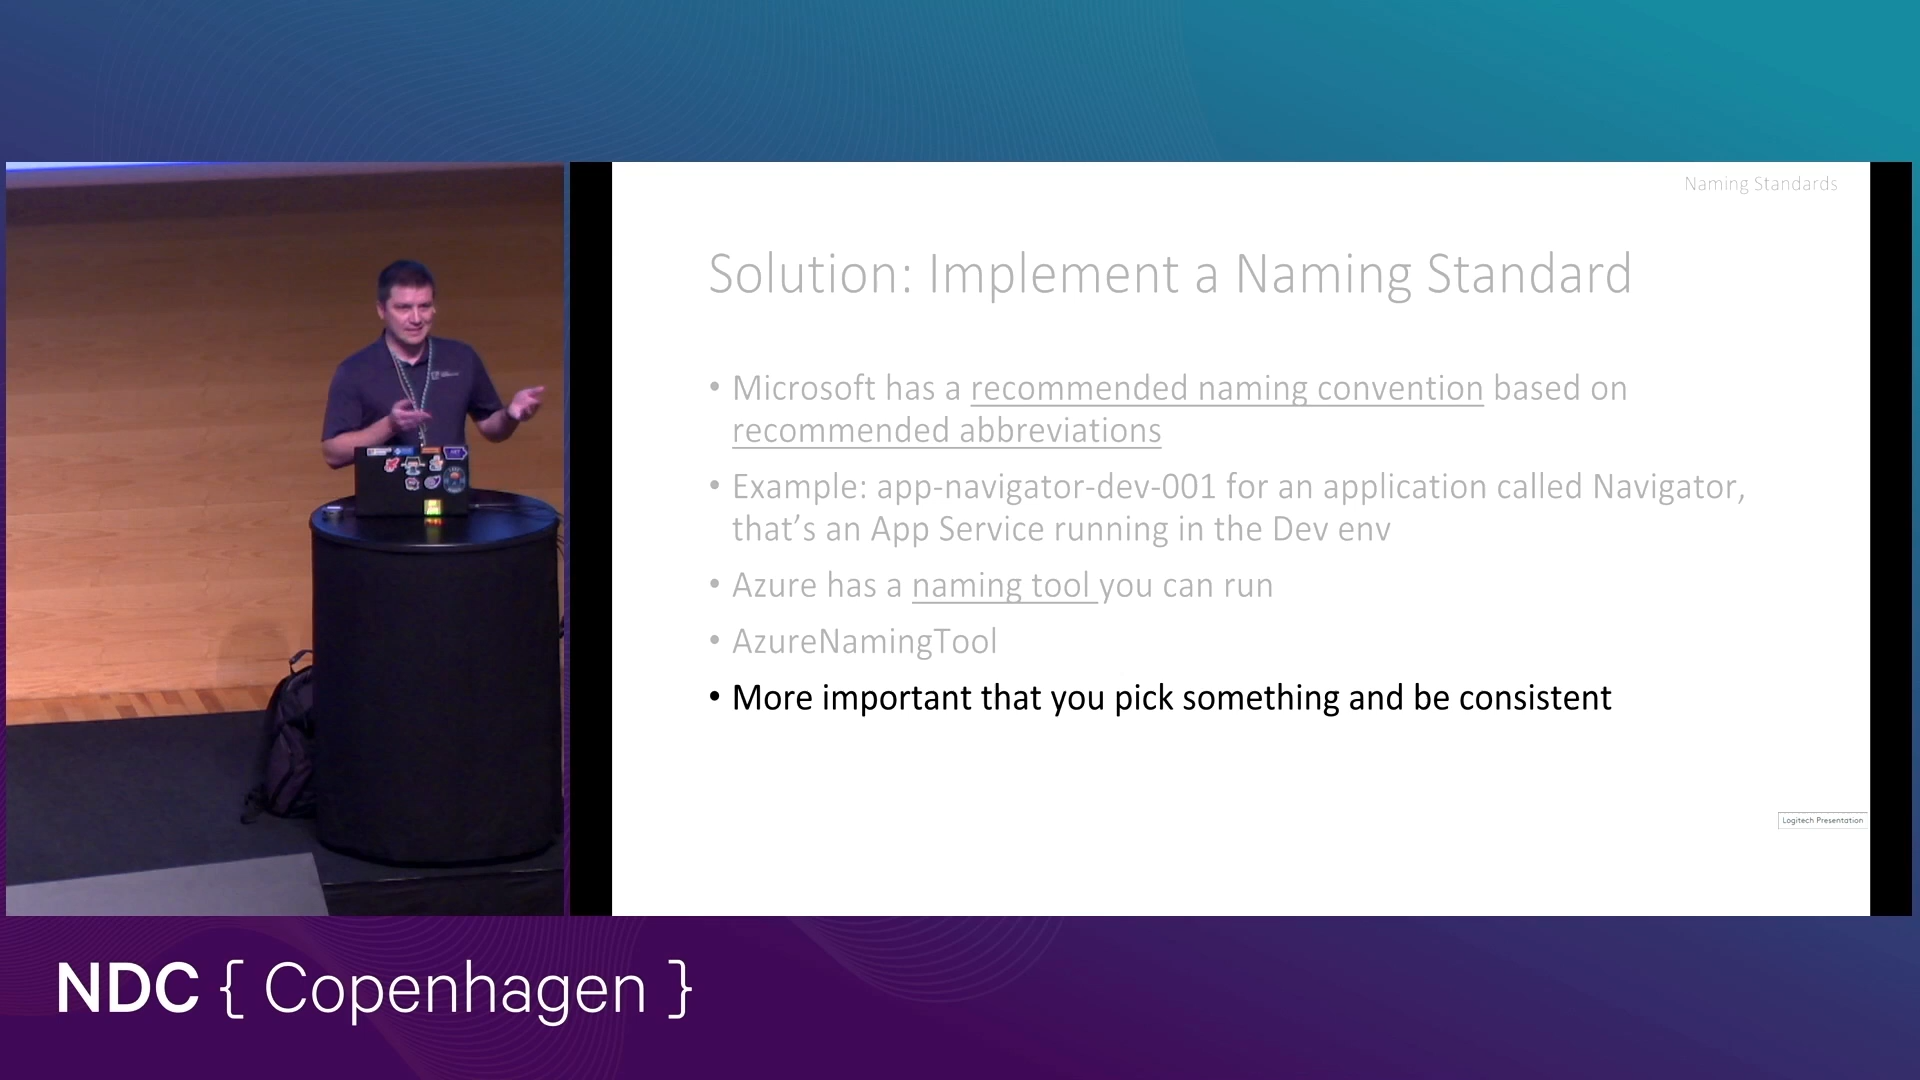 Naming Standards
Solution: Implement a Naming Standard
• Microsoft has a recommended naming convention based on
recommended abbreviations
• Example: app-navigator-dev-001 for an application called Navigator,
that’s an App Service running in the Dev env
• Azure has a naming tool you can run
• AzureNamingTool
• More important that you pick something and be consistent
Logitech Presentation
NDC { Copenhagen }